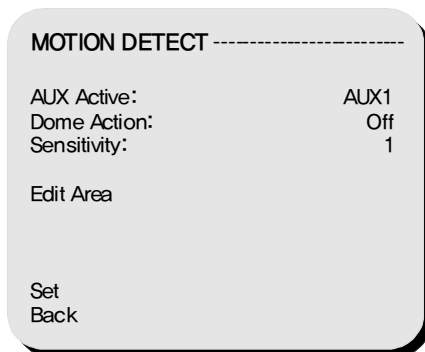 MOTION DETECT --------------------------
AUX Active: AUX1
Dome Action: Off
Sensitivity: 1
Edit Area
Set
Back